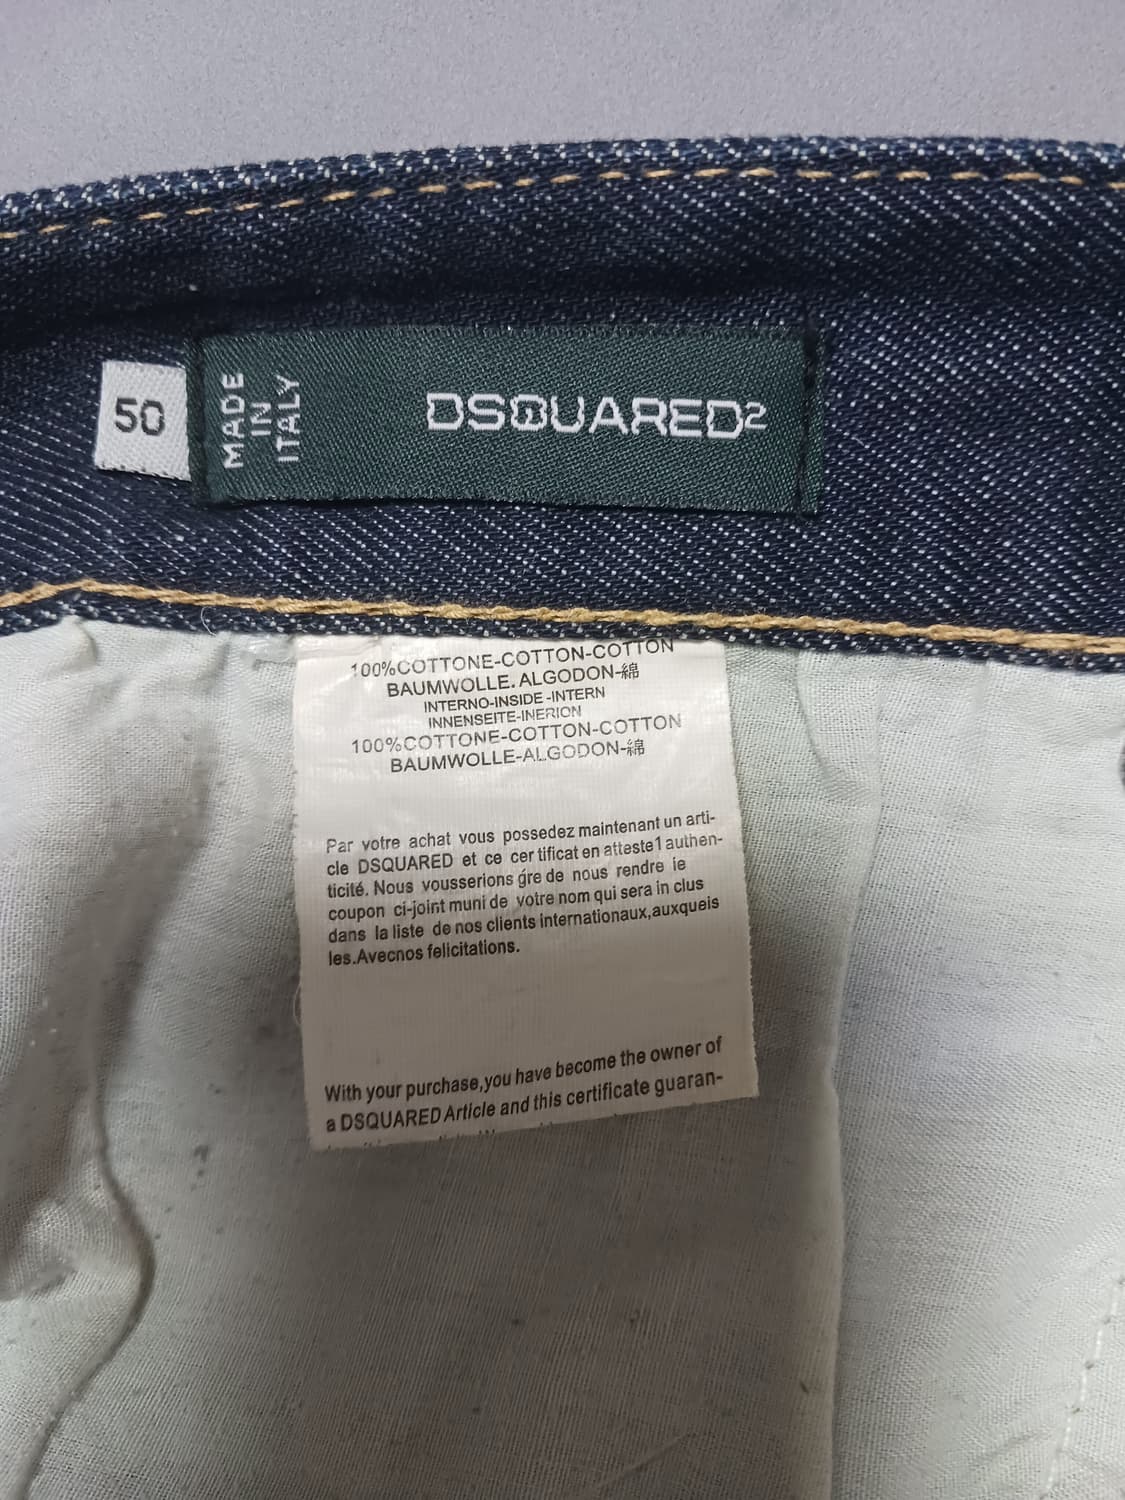 50
MADE
IN
ITALY
DSQUARED2
100%COTTONE-COTTON-COTTON
BAUMWOLLE.ALGODON-綿
INTERNO-INSIDE-INTERN
INNENSEITE-INERION
100%COTTONE-COTTON-COTTON
BAUMWOLLE-ALGODON-綿
Par votre achat vous possedez maintenant un arti-
cle DSQUARED et ce cer tificat en atteste1 authen-
ticité. Nous vousserions ģre de nous rendre ie
coupon ci-joint muni de votre nom qui sera in clus
dans la liste de nos clients internationaux,auxqueis
les.Avecnos felicitations.
With your purchase,you have become the owner of
a DSQUARED Article and this certificate guaran-